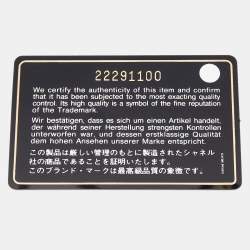 22291100
We certify the authenticity of this item and confirm
that it has been subjected to the most exacting quality
control. Its high quality is a symbol of the fine reputation
of the Trademark.
Wir bestätigen, dass es sich um einen Artikel handelt,
der während seiner Herstellung strengsten Kontrollen
unterworfen war, und dessen erstklassige Qualität
dem hohen Ansehen unserer Marke entspricht.
この製品は厳しい管理のもとに製造されたシャネル
社の商品である事を証明いたします。
このブランド・マークは最高級品質の象徴です。